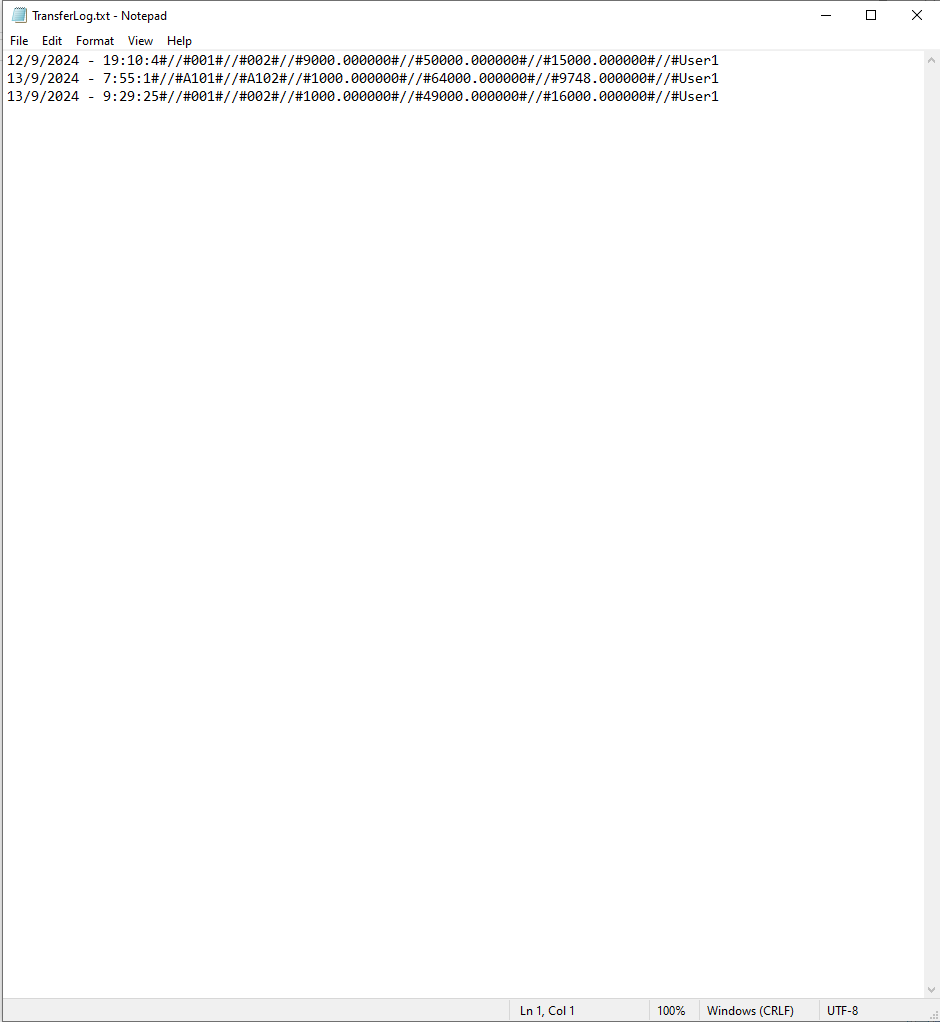 TransferLog.txt - Notepad
File Edit Format View Help
12/9/2024 - 19:10:4#//#001#//#002#//#9000.000000#//#50000.000000#//#15000.000000#//#User1
13/9/2024 - 7:55:1#//#A101#//#A102#//#1000.000000#//#64000.000000#//#9748.000000#//#User1
13/9/2024 - 9:29:25#//#001#//#002#//#1000.000000#//#49000.000000#//#16000.000000#//#User1
Ln 1, Col 1 100% Windows (CRLF) UTF-8